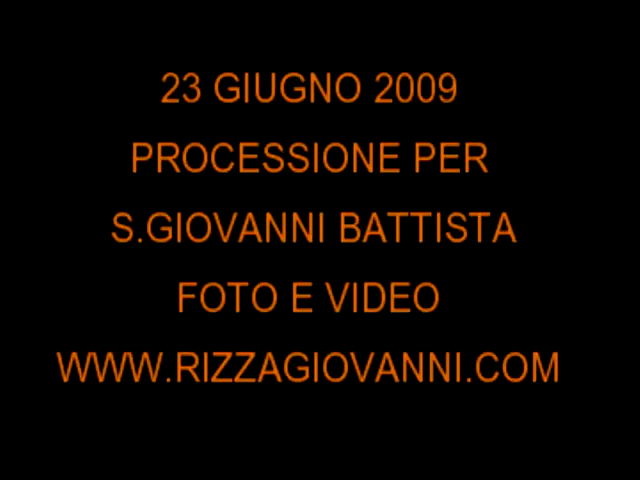 23 GIUGNO 2009
PROCESSIONE PER
S.GIOVANNI BATTISTA
FOTO E VIDEO
WWW.RIZZAGIOVANNI.COM